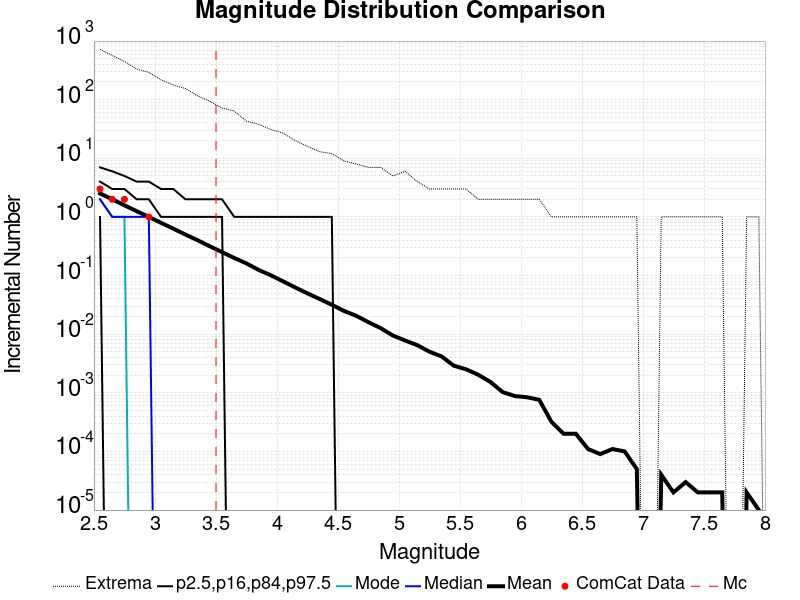 Magnitude Distribution Comparison
10^3
10^2
10^1
10^0
10^-1
10^-2
10^-3
10^-4
10^-5
Incremental Number
2.5 3 3.5 4 4.5 5 5.5 6 6.5 7 7.5 8
Magnitude
Extrema p2.5,p16,p84,p97.5 Mode Median Mean ComCat Data Mc